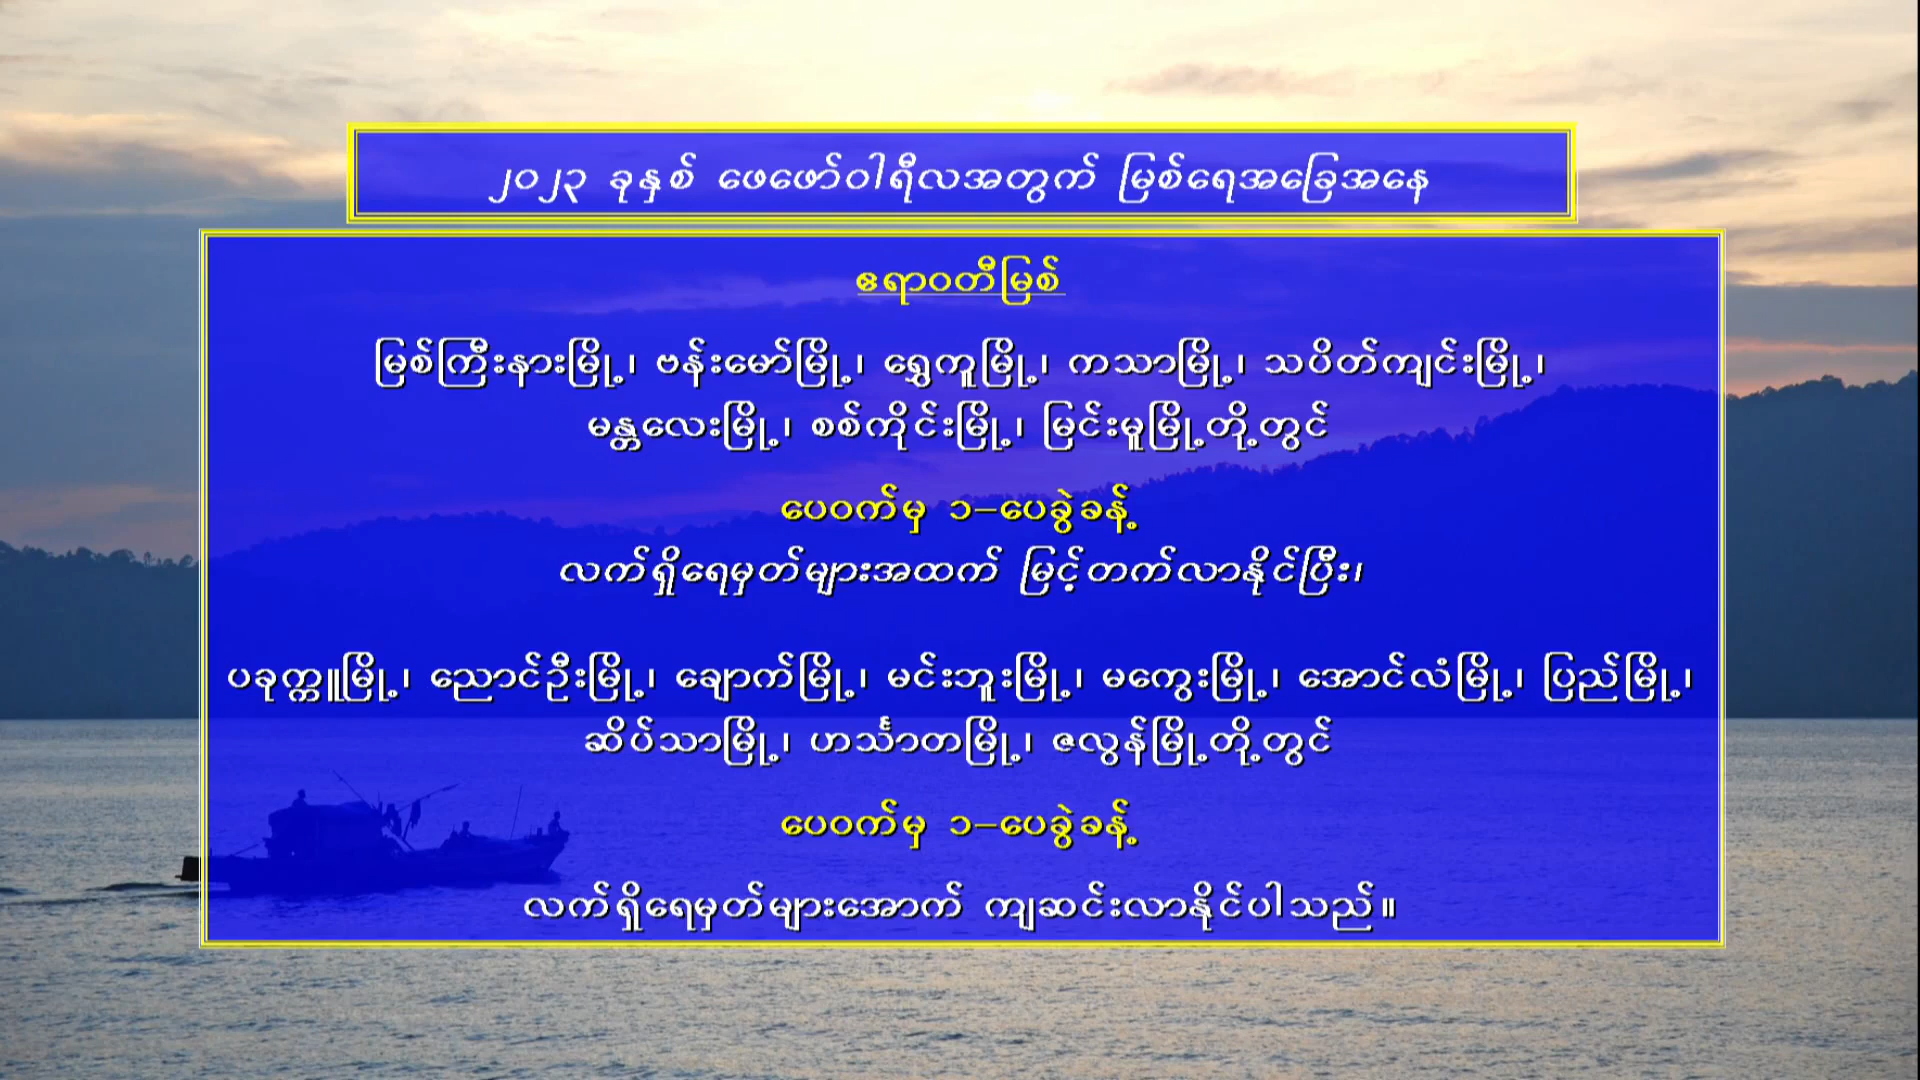 ၂၀၂၃ ခုနှစ် ဖေဖော်ဝါရီလအတွက် မြစ်ရေအခြေအနေ
ဧရာဝတီမြစ်
မြစ်ကြီးနားမြို့၊ ဗန်းမော်မြို့၊ ရွှေကူမြို့၊ ကသာမြို့၊ သပိတ်ကျင်းမြို့၊
မန္တလေးမြို့၊ စစ်ကိုင်းမြို့၊ မြင်းမူမြို့တို့တွင်
ပေဝက်မှ ၁–ပေခွဲခန့်
လက်ရှိရေမှတ်များအထက် မြင့်တက်လာနိုင်ပြီး၊
ပခုက္ကူမြို့၊ ညောင်ဦးမြို့၊ ချောက်မြို့၊ မင်းဘူးမြို့၊ မကွေးမြို့၊ အောင်လံမြို့၊ ပြည်မြို့၊
ဆိပ်သာမြို့၊ ဟင်္သာတမြို့၊ ဇလွန်မြို့တို့တွင်
ပေဝက်မှ ၁–ပေခွဲခန့်
လက်ရှိရေမှတ်များအောက် ကျဆင်းလာနိုင်ပါသည်။